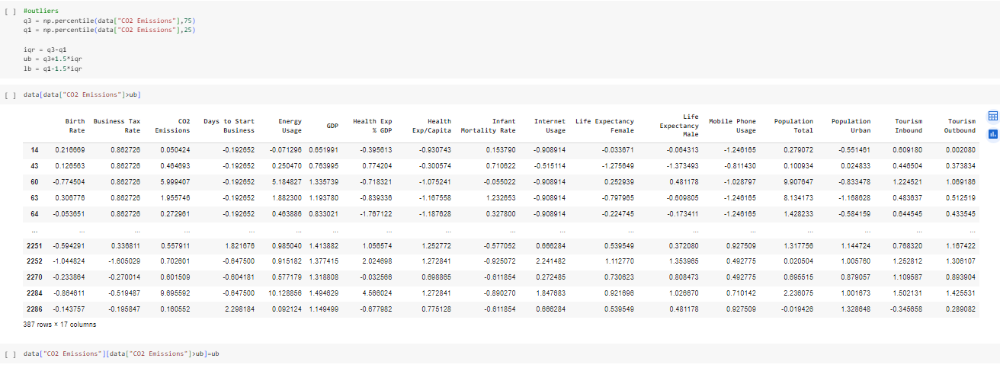 [ ] #outliers
q3 = np.percentile(data["CO2 Emissions"],75)
q1 = np.percentile(data["CO2 Emissions"],25)
iqr = q3-q1
ub = q3+1.5*iqr
lb = q1-1.5*iqr
[ ] data[data["CO2 Emissions"]>ub]
Birth Rate Business Tax Rate CO2 Emissions Days to Start Business Energy Usage GDP Health Exp % GDP Health Exp/Capita Infant Mortality Rate Internet Usage Life Expectancy Female Life Expectancy Male Mobile Phone Usage Population Total Population Urban Tourism Inbound Tourism Outbound
14 0.216669 0.862726 0.050424 -0.192652 -0.071296 0.651991 -0.395613 -0.930743 0.153790 -0.908914 -0.033671 -0.064313 -1.246165 0.279072 -0.551461 0.609180 0.002080
43 0.126563 0.862726 0.464693 -0.192652 0.250470 0.763995 0.774204 -0.300574 0.710622 -0.515114 -1.275649 -1.373493 -0.811430 0.100934 0.024833 0.446504 0.373834
60 -0.774504 0.862726 5.999407 -0.192652 5.184827 1.335739 -0.718321 -1.075241 -0.055022 -0.908914 0.252939 0.481178 -1.028797 9.907647 -0.833478 1.224521 1.069186
63 0.306776 0.862726 1.955746 -0.192652 1.882300 1.193780 -0.839336 -1.167558 1.232653 -0.908914 -0.797965 -0.609805 -1.246165 8.134173 -1.168628 0.483637 0.512519
64 -0.053651 0.862726 0.272961 -0.192652 0.463886 0.833021 -1.767122 -1.187628 0.327800 -0.908914 -0.224745 -0.173411 -1.246165 1.428233 -0.584159 0.644545 0.433545
... ... ... ... ... ... ... ... ... ... ... ... ... ... ... ... ... ...
2251 -0.594291 0.336811 0.557911 1.821676 0.985040 1.413882 1.056574 1.252772 -0.577052 0.666284 0.539549 0.372080 0.927509 1.317756 1.144724 0.768320 1.167422
2252 -1.044824 -1.605029 0.702601 -0.647500 0.915182 1.377415 2.024698 1.272841 -0.925072 2.241482 1.112770 1.353965 0.492775 0.020504 1.005760 1.252812 1.306107
2270 -0.233864 -0.270014 0.601509 -0.604181 0.577179 1.318808 -0.032566 0.698865 -0.611854 0.272485 0.730623 0.808473 0.492775 0.695515 0.879057 1.109587 0.893904
2284 -0.864611 -0.519487 9.695592 -0.647500 10.128856 1.494629 4.566024 1.272841 -0.890270 1.847683 0.921696 1.026670 0.710142 2.236075 1.001673 1.502131 1.425531
2286 -0.143757 -0.195847 0.160552 2.298184 0.092124 1.149499 -0.677982 0.775128 -0.611854 0.666284 0.539549 0.481178 0.927509 -0.019426 1.328648 -0.345658 0.289082
387 rows × 17 columns
[ ] data["CO2 Emissions"][data["CO2 Emissions"]>ub]=ub